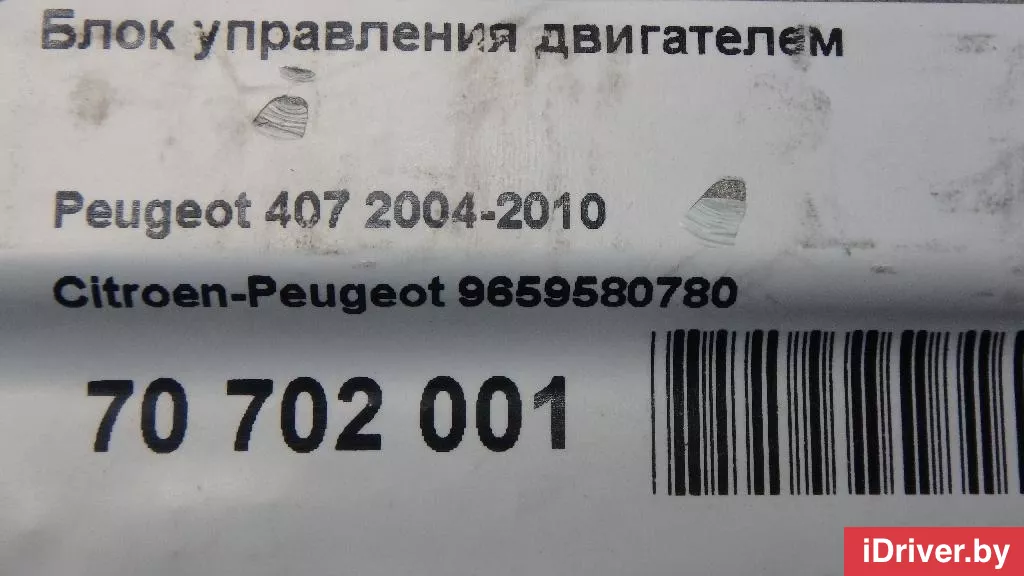 Блок управления двигателем
Peugeot 407 2004-2010
Citroen-Peugeot 9659580780
70 702 001
iDriver.by